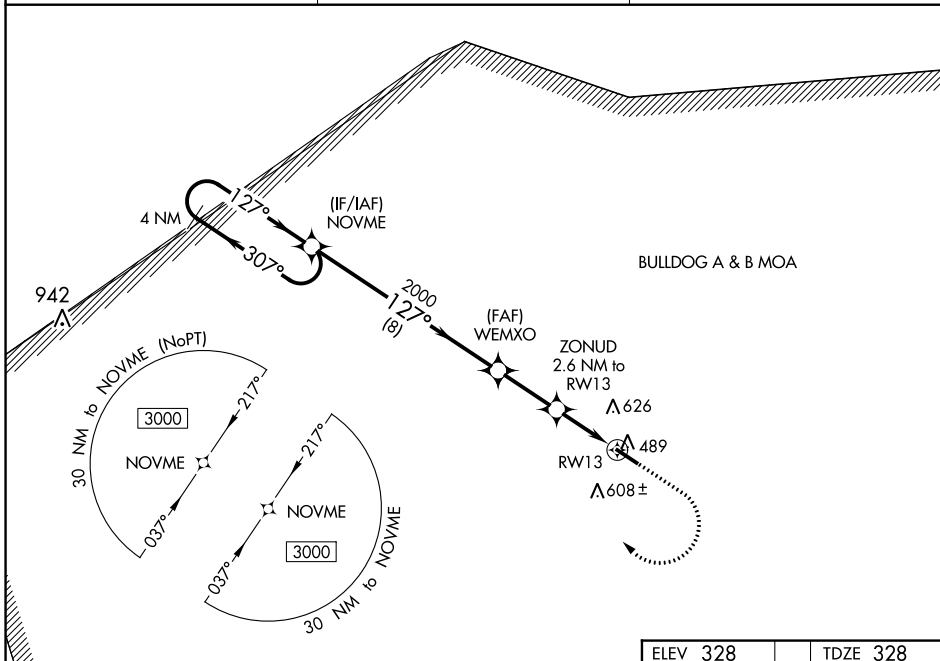 127°
(IF/IAF)
NOVME
4 NM
307°
BULLDOG A & B MOA
942
2000
127°
(8)
(FAF)
WEMXO
ZONUD
2.6 NM to
RW13
626
489
RW13
608±
30 NM to NOVME (NoPT)
217°
3000
NOVME
037°
217°
NOVME
3000
037°
30 NM to NOVME
ELEV 328
TDZE 328